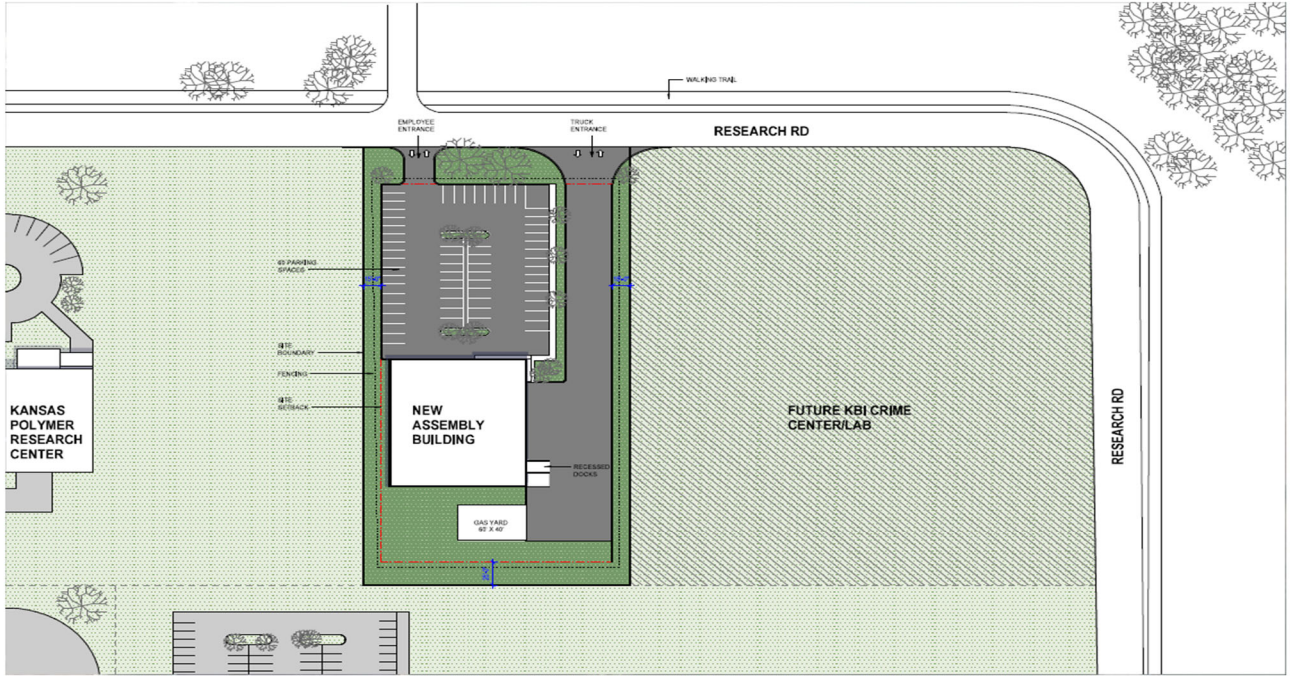 WALKING TRAIL
EMPLOYEE
ENTRANCE
TRUCK
ENTRANCE
RESEARCH RD
PARKING
SPACES
SITE
BOUNDARY
FENCING
SITE
SETBACK
KANSAS
POLYMER
RESEARCH
CENTER
NEW
ASSEMBLY
BUILDING
FUTURE KBI CRIME
CENTER/LAB
RESEARCH RD
RECESSED
DOCKS
GAS YARD
60' X 40'